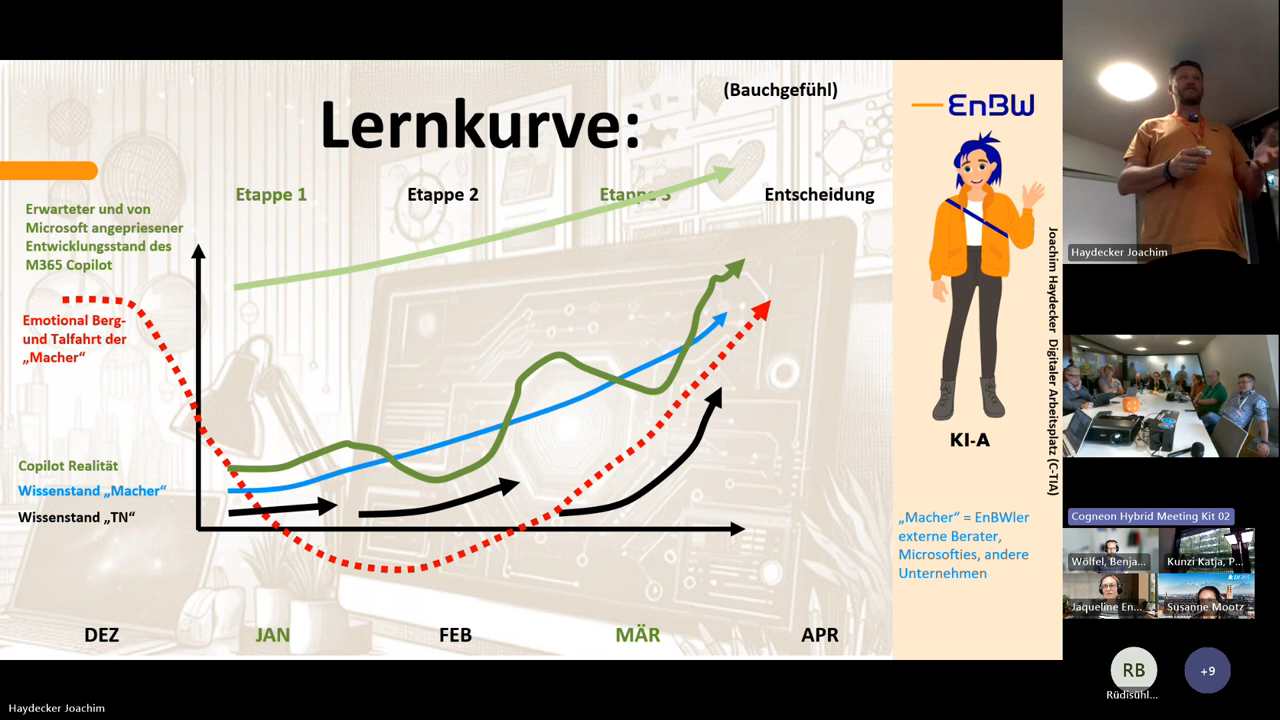 (Bauchgefühl)
Lernkurve:
Etappe 1
Etappe 2
Etappe 3
Entscheidung
Erwarteter und von
Microsoft angepriesener
Entwicklungsstand des
M365 Copilot
Emotional Berg-
und Talfahrt der
„Macher“
Copilot Realität
Wissenstand „Macher“
Wissenstand „TN“
DEZ
JAN
FEB
MÄR
APR
EnBW
KI-A
„Macher“ = EnBWler
externe Berater,
Microsofties, andere
Unternehmen
Joachim Haydecker Digitaler Arbeitsplatz (C-TIA)
Haydecker Joachim
Cogneon Hybrid Meeting Kit 02
Wölfel, Benja...
Kunzi Katja, P...
Jaqueline En...
Susanne Mootz
RB
+9
Rüdisühl...
Haydecker Joachim